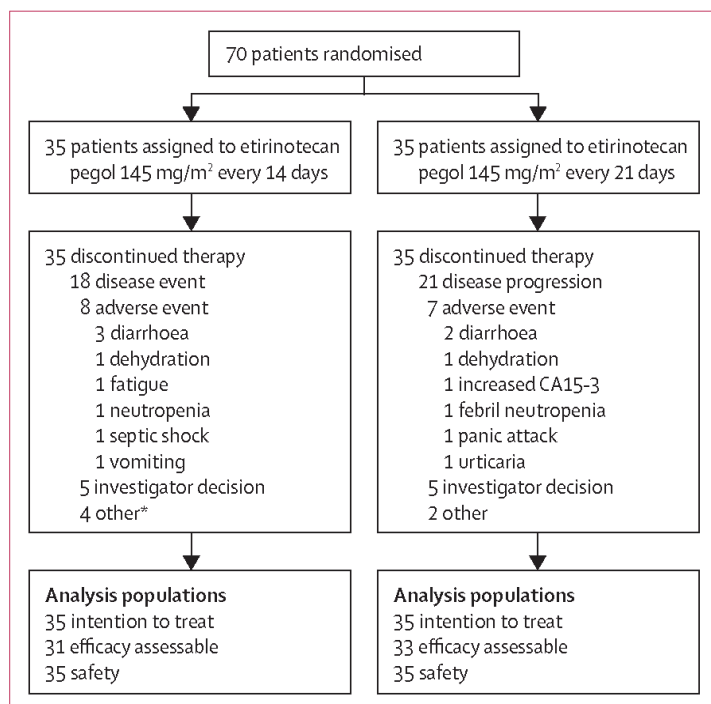 70 patients randomised
35 patients assigned to etirinotecan
pegol 145 mg/m² every 14 days
35 patients assigned to etirinotecan
pegol 145 mg/m² every 21 days
35 discontinued therapy
18 disease event
8 adverse event
3 diarrhoea
1 dehydration
1 fatigue
1 neutropenia
1 septic shock
1 vomiting
5 investigator decision
4 other*
35 discontinued therapy
21 disease progression
7 adverse event
2 diarrhoea
1 dehydration
1 increased CA15-3
1 febril neutropenia
1 panic attack
1 urticaria
5 investigator decision
2 other
Analysis populations
35 intention to treat
31 efficacy assessable
35 safety
Analysis populations
35 intention to treat
33 efficacy assessable
35 safety